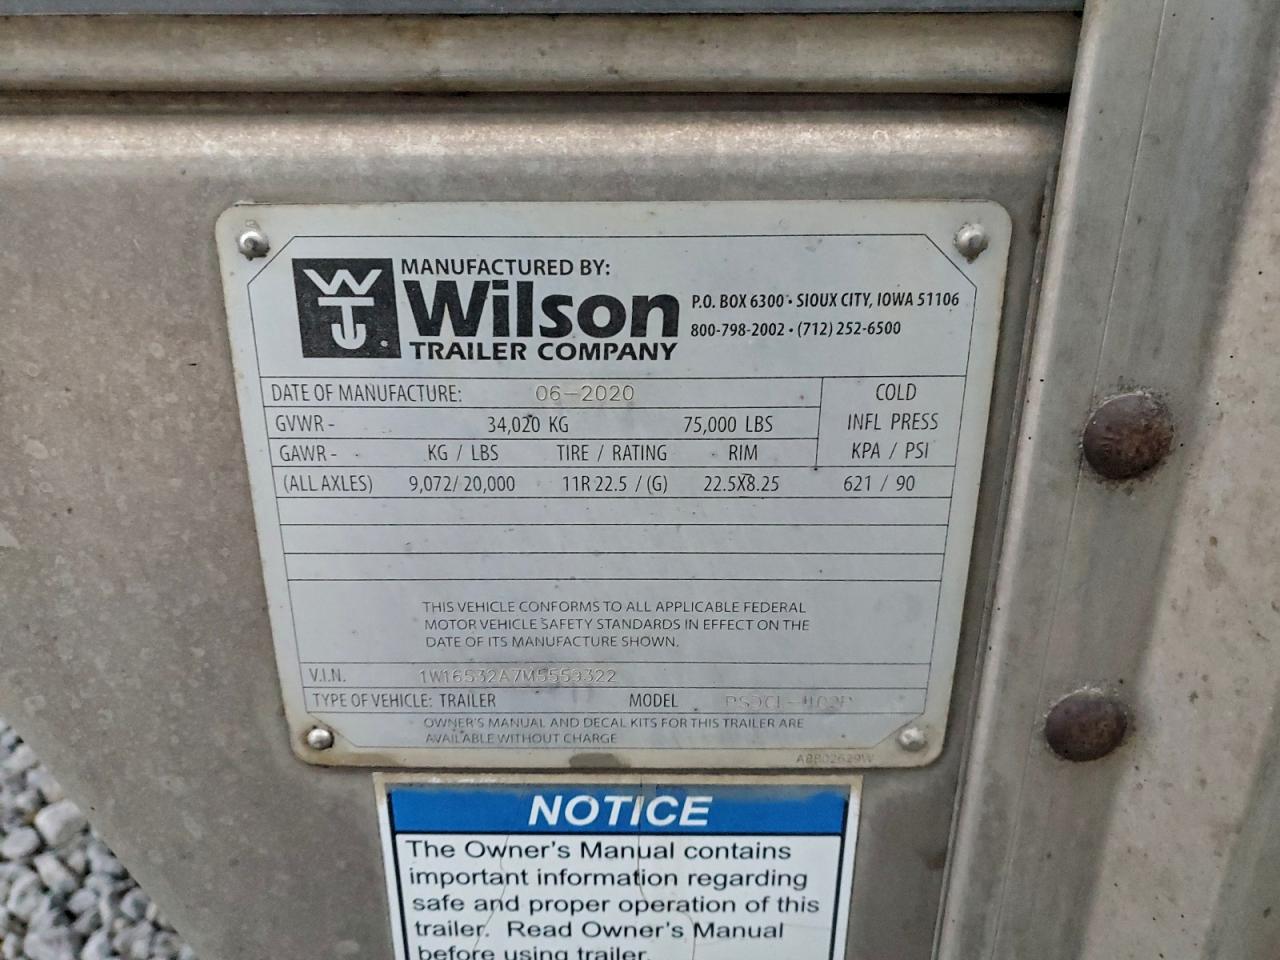 MANUFACTURED BY:
Wilson
TRAILER COMPANY
P.O. BOX 6300 • SIOUX CITY, IOWA 51106
800-798-2002 • (712) 252-6500
DATE OF MANUFACTURE: 06-2020
COLD
INFL PRESS
KPA / PSI
GVWR - 34,020 KG 75,000 LBS
GAWR - KG / LBS TIRE / RATING RIM
(ALL AXLES) 9,072/ 20,000 11R 22.5 / (G) 22.5X8.25 621 / 90
THIS VEHICLE CONFORMS TO ALL APPLICABLE FEDERAL
MOTOR VEHICLE SAFETY STANDARDS IN EFFECT ON THE
DATE OF ITS MANUFACTURE SHOWN.
V.I.N. 1W16532A7M5559322
TYPE OF VEHICLE: TRAILER MODEL
OWNER'S MANUAL AND DECAL KITS FOR THIS TRAILER ARE
AVAILABLE WITHOUT CHARGE
NOTICE
The Owner's Manual contains
important information regarding
safe and proper operation of this
trailer. Read Owner's Manual
before using trailer.